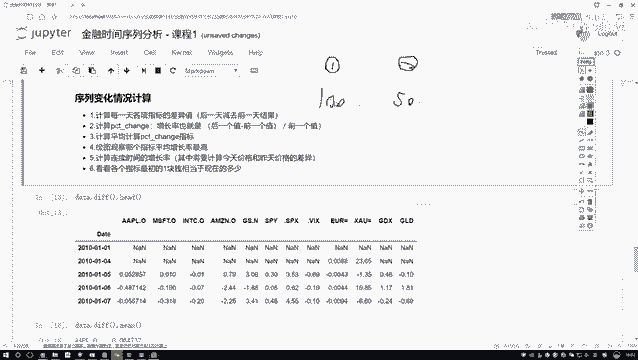 jupyter 金融时间序列分析 - 课程1 (unsaved changes)
Logout
File Edit View Insert Cell Kernel Widgets Help
Trusted
Markdown
① ②
100 50
序列变化情况计算
1.计算每一天各项指标的差异值（后一天减去前一天结果）
2.计算pct_change：增长率也就是 （后一个值-前一个值）/ 前一个值）
3.计算平均计算pct_change指标
4.绘图观察哪个指标平均增长率最高
5.计算连续时间的增长率（其中需要计算今天价格和昨天价格的差异）
6.看看各个指标最初的1块钱相当于现在的多少
In [13]: data.diff().head()
Out[13]:
AAPL.O MSFT.O INTC.O AMZN.O GS.N SPY .SPX .VIX EUR= XAU= GDX GLD
Date
2010-01-01 NaN NaN NaN NaN NaN NaN NaN NaN NaN NaN NaN NaN
2010-01-04 NaN NaN NaN NaN NaN NaN NaN NaN 0.0088 23.65 NaN NaN
2010-01-05 0.052857 0.010 -0.01 0.79 3.06 0.30 3.53 -0.69 -0.0043 -1.35 0.46 -0.10
2010-01-06 -0.487142 -0.190 -0.07 -2.44 -1.88 0.08 0.62 -0.19 0.0044 19.85 1.17 1.81
2010-01-07 -0.055714 -0.318 -0.20 -2.25 3.41 0.48 4.55 -0.10 -0.0094 -6.60 -0.24 -0.69
data.diff().mean()